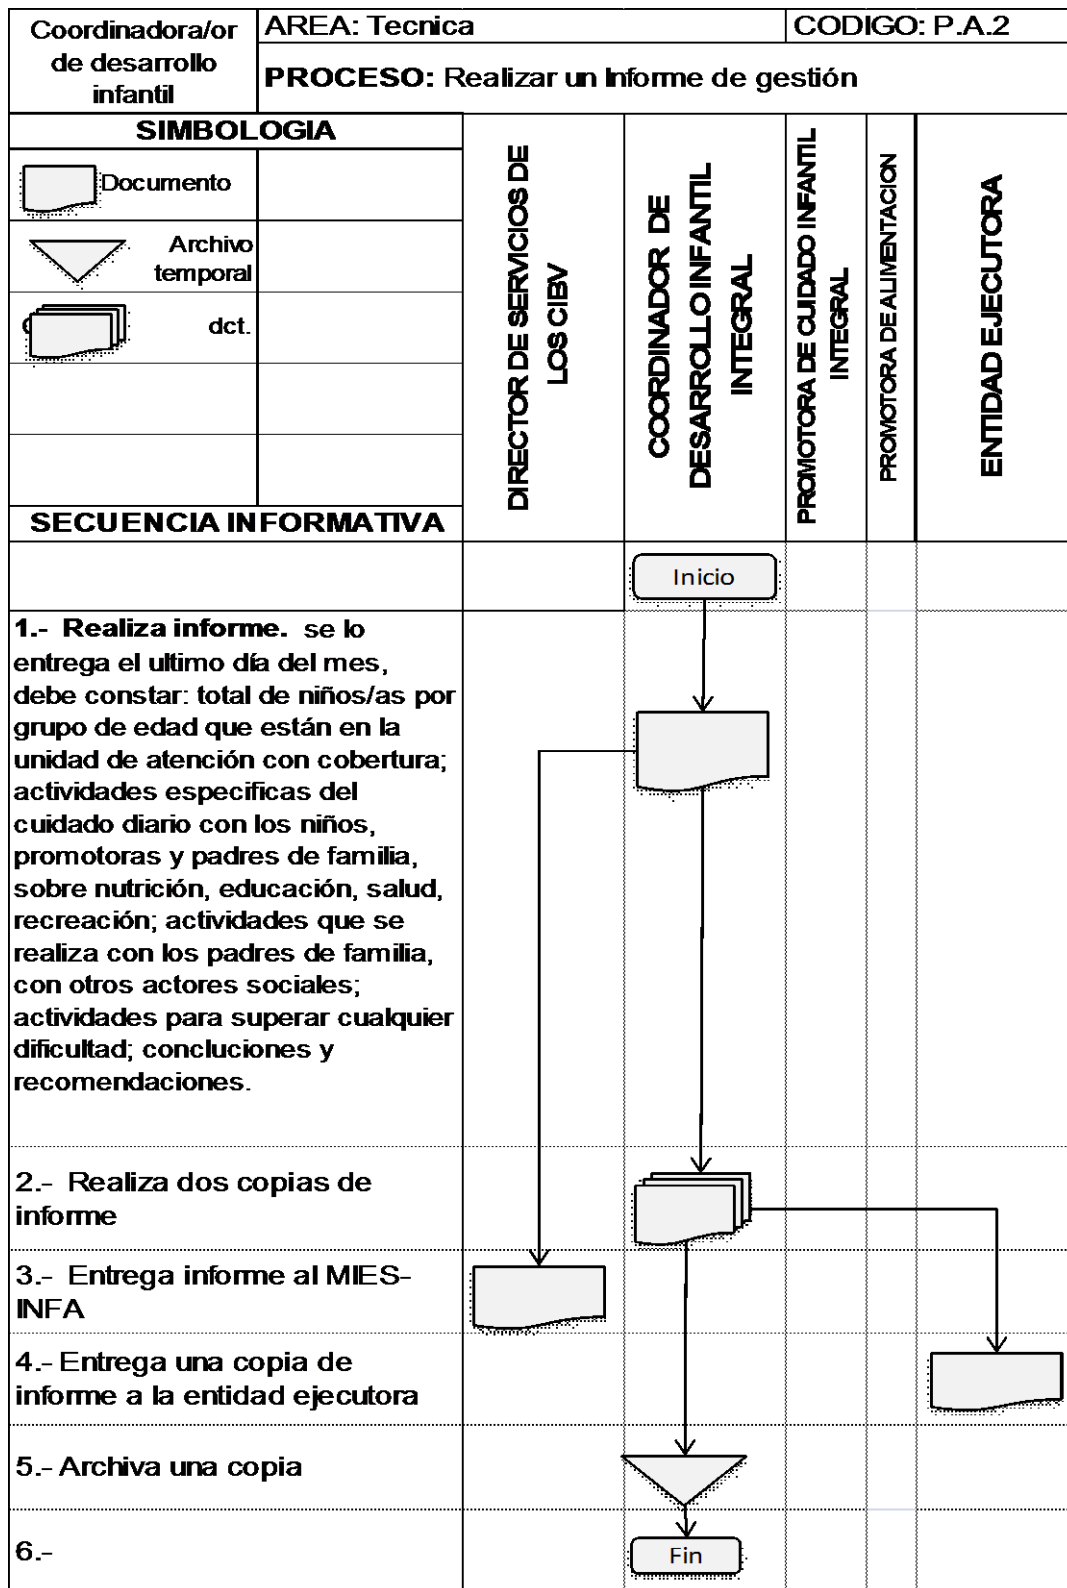 Coordinadora/or
de desarrollo
infantil
AREA: Tecnica
CODIGO: P.A.2
PROCESO: Realizar un Informe de gestión
SIMBOLOGIA
Documento
Archivo
temporal
dct.
DIRECTOR DE SERVICIOS DE
LOS CIBV
COORDINADOR DE
DESARROLLO INFANTIL
INTEGRAL
PROMOTORA DE CUIDADO INFANTIL
INTEGRAL
PROMOTORA DE ALIMENTACION
ENTIDAD EJECUTORA
SECUENCIA INFORMATIVA
Inicio
1.- Realiza informe. se lo
entrega el ultimo día del mes,
debe constar: total de niños/as por
grupo de edad que están en la
unidad de atención con cobertura;
actividades especificas del
cuidado diario con los niños,
promotoras y padres de familia,
sobre nutrición, educación, salud,
recreación; actividades que se
realiza con los padres de familia,
con otros actores sociales;
actividades para superar cualquier
dificultad; concluciones y
recomendaciones.
2.- Realiza dos copias de
informe
3.- Entrega informe al MIES-
INFA
4.- Entrega una copia de
informe a la entidad ejecutora
5.- Archiva una copia
6.-
Fin